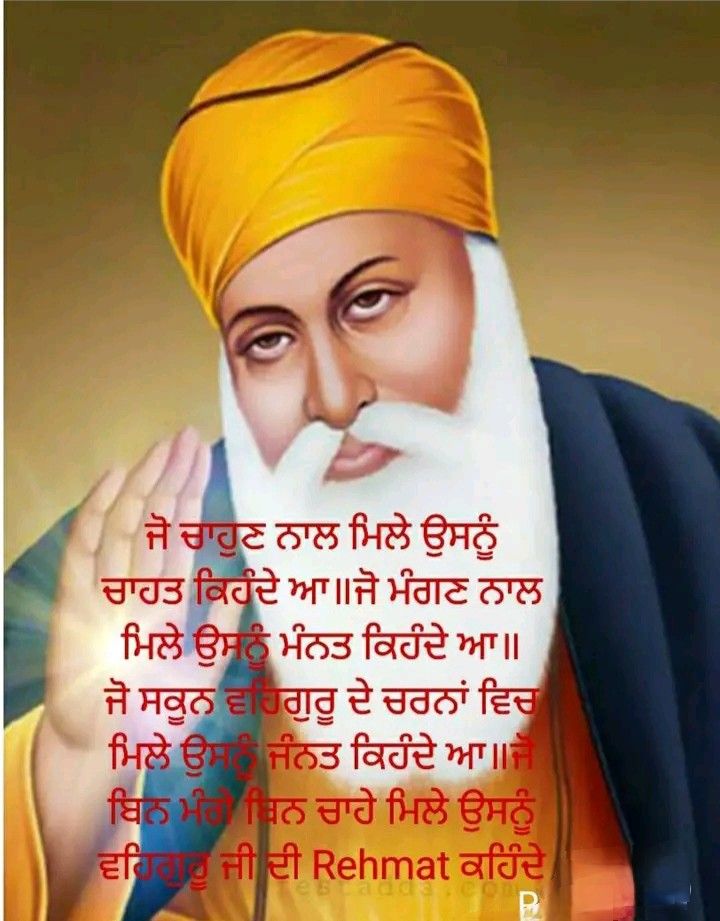 ਜੋ ਚਾਹੁਣ ਨਾਲ ਮਿਲੇ ਉਸਨੂੰ
ਚਾਹਤ ਕਿਹੰਦੇ ਆ॥ਜੋ ਮੰਗਣ ਨਾਲ
ਮਿਲੇ ਉਸਨੂੰ ਮੰਨਤ ਕਿਹੰਦੇ ਆ॥
ਜੋ ਸਕੂਨ ਵਹਿਗੁਰੂ ਦੇ ਚਰਨਾਂ ਵਿਚ
ਮਿਲੇ ਉਸਨੂੰ ਜੰਨਤ ਕਿਹੰਦੇ ਆ॥ਜੋ
ਬਿਨ ਮੰਗੇ ਬਿਨ ਚਾਹੇ ਮਿਲੇ ਉਸਨੂੰ
ਵਹਿਗੁਰੂ ਜੀ ਦੀ Rehmat ਕਹਿੰਦੇ